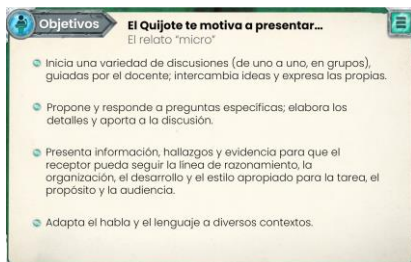 Objetivos
El Quijote te motiva a presentar...
El relato "micro"
Inicia una variedad de discusiones (de uno a uno, en grupos),
guiadas por el docente; intercambia ideas y expresa las propias.
Propone y responde a preguntas específicas; elabora los
detalles y aporta a la discusión.
Presenta información, hallazgos y evidencia para que el
receptor pueda seguir la línea de razonamiento, la
organización, el desarrollo y el estilo apropiado para la tarea, el
propósito y la audiencia.
Adapta el habla y el lenguaje a diversos contextos.